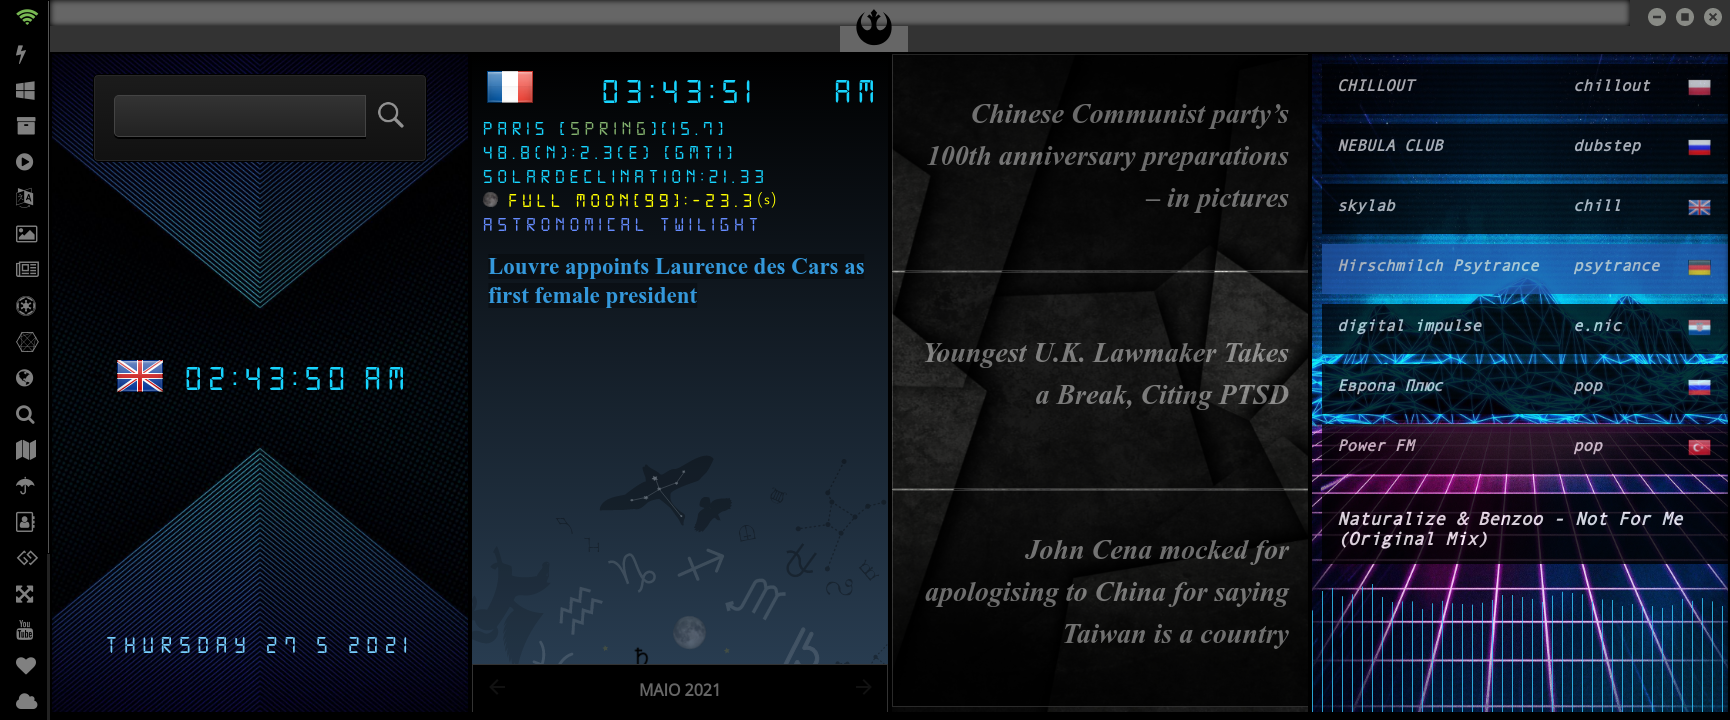 02:43:50 AM
THURSDAY 27 5 2021
03:43:51 AM
PARIS [SPRING][15.7]
48.8(N):2.3(E) [GMT1]
SOLARDECLINATION:21.33
FULL MOON[99]:-23.3(s)
ASTRONOMICAL TWILIGHT
Louvre appoints Laurence des Cars as
first female president
MAIO 2021
Chinese Communist party’s
100th anniversary preparations
– in pictures
Youngest U.K. Lawmaker Takes
a Break, Citing PTSD
John Cena mocked for
apologising to China for saying
Taiwan is a country
CHILLOUT chillout
NEBULA CLUB dubstep
skylab chill
Hirschmilch Psytrance psytrance
digital impulse e.nic
Европа Плюс pop
Power FM pop
Naturalize & Benzoo - Not For Me
(Original Mix)
You
Tube